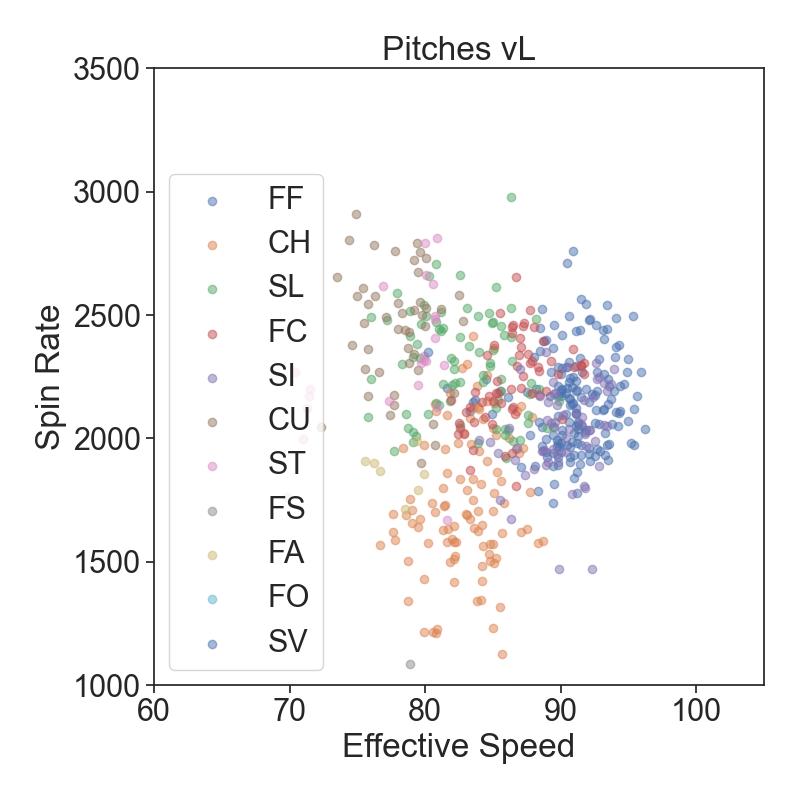 Pitches vL
3500
3000
2500
2000
1500
1000
Spin Rate
FF
CH
SL
FC
SI
CU
ST
FS
FA
FO
SV
60
70
80
90
100
Effective Speed